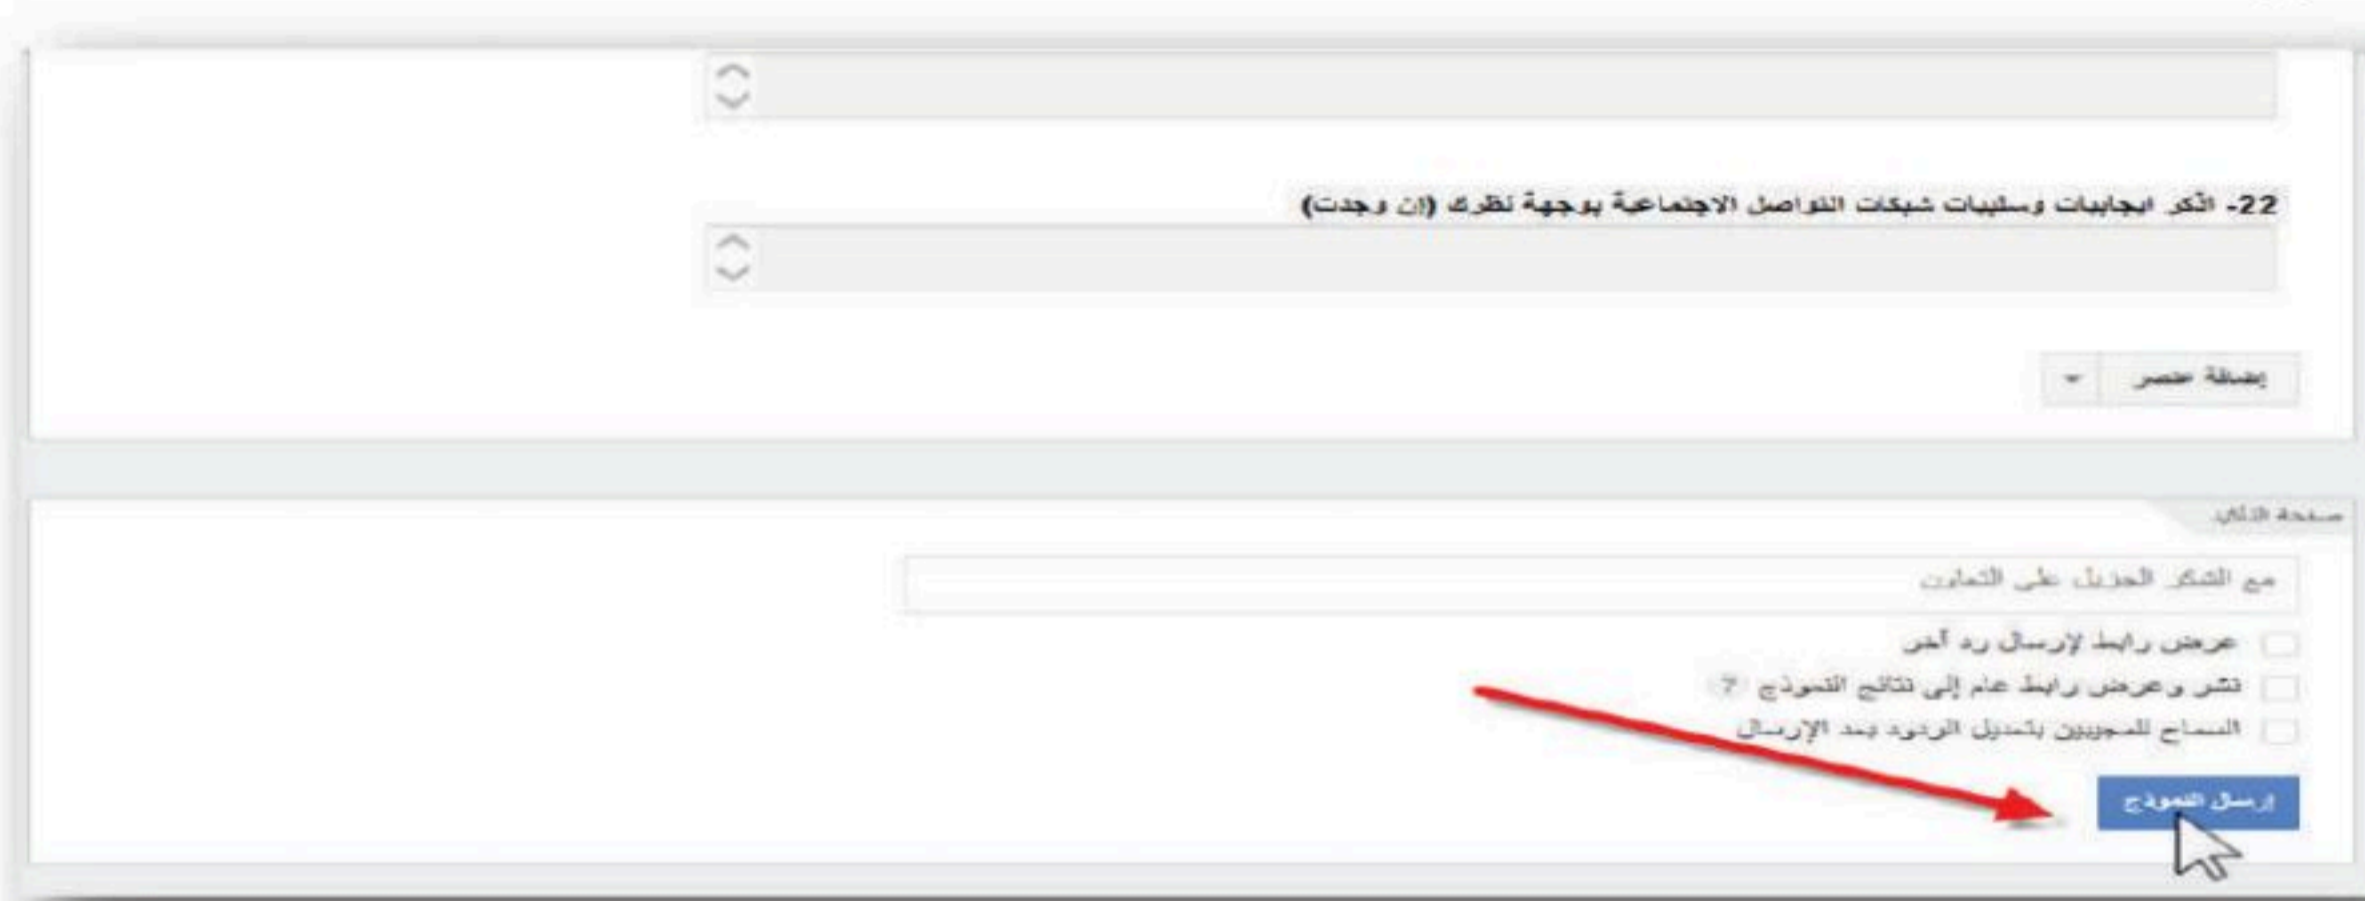 22- اذكر ايجابيات وسلبيات شبكات التواصل الاجتماعية بوجهة نظرك (إن وجدت)
إضافة عنصر
صفحة التأكيد
مع الشكر الجزيل على التعاون
عرض رابط لإرسال رد آخر
نشر وعرض رابط عام إلى نتائج النموذج ?
السماح للمجيبين بتعديل الردود بعد الإرسال
إرسال النموذج